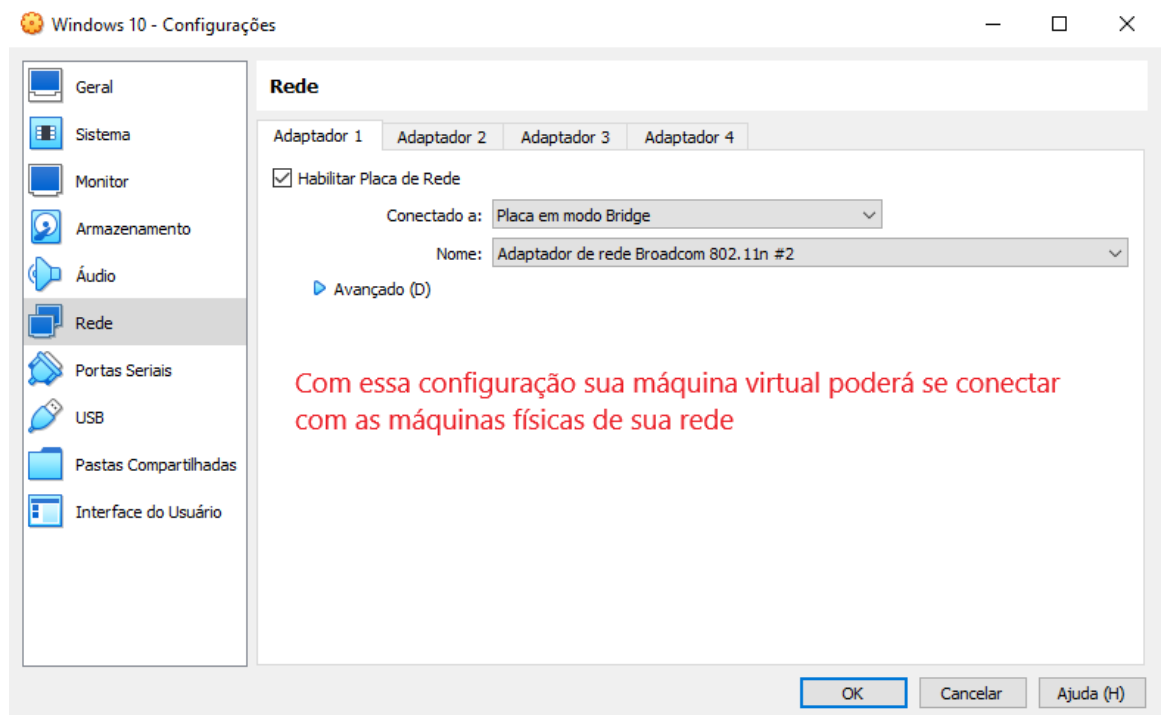 Windows 10 - Configurações
Geral
Sistema
Monitor
Armazenamento
Áudio
Rede
Portas Seriais
USB
Pastas Compartilhadas
Interface do Usuário
Rede
Adaptador 1
Adaptador 2
Adaptador 3
Adaptador 4
Habilitar Placa de Rede
Conectado a: Placa em modo Bridge
Nome: Adaptador de rede Broadcom 802.11n #2
Avançado (D)
Com essa configuração sua máquina virtual poderá se conectar
com as máquinas físicas de sua rede
OK
Cancelar
Ajuda (H)